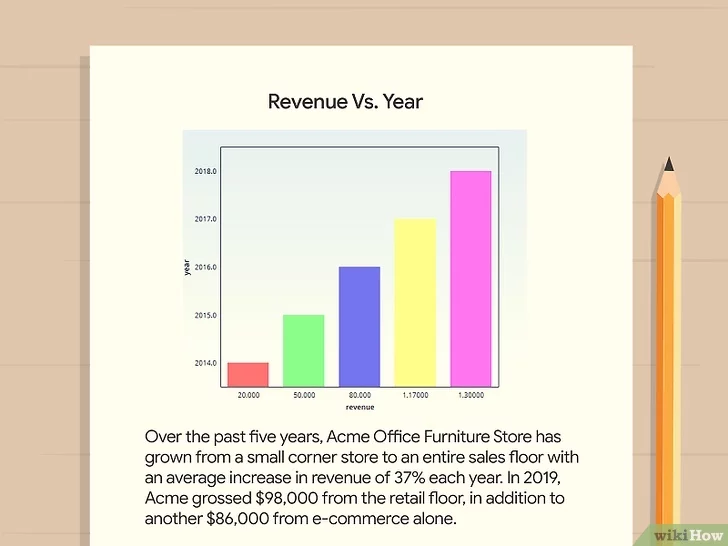 Revenue Vs. Year
2018.0
2017.0
2016.0
2015.0
2014.0
year
20.000 50.000 80.000 1.17000 1.30000
revenue
Over the past five years, Acme Office Furniture Store has
grown from a small corner store to an entire sales floor with
an average increase in revenue of 37% each year. In 2019,
Acme grossed $98,000 from the retail floor, in addition to
another $86,000 from e-commerce alone.
wikiHow